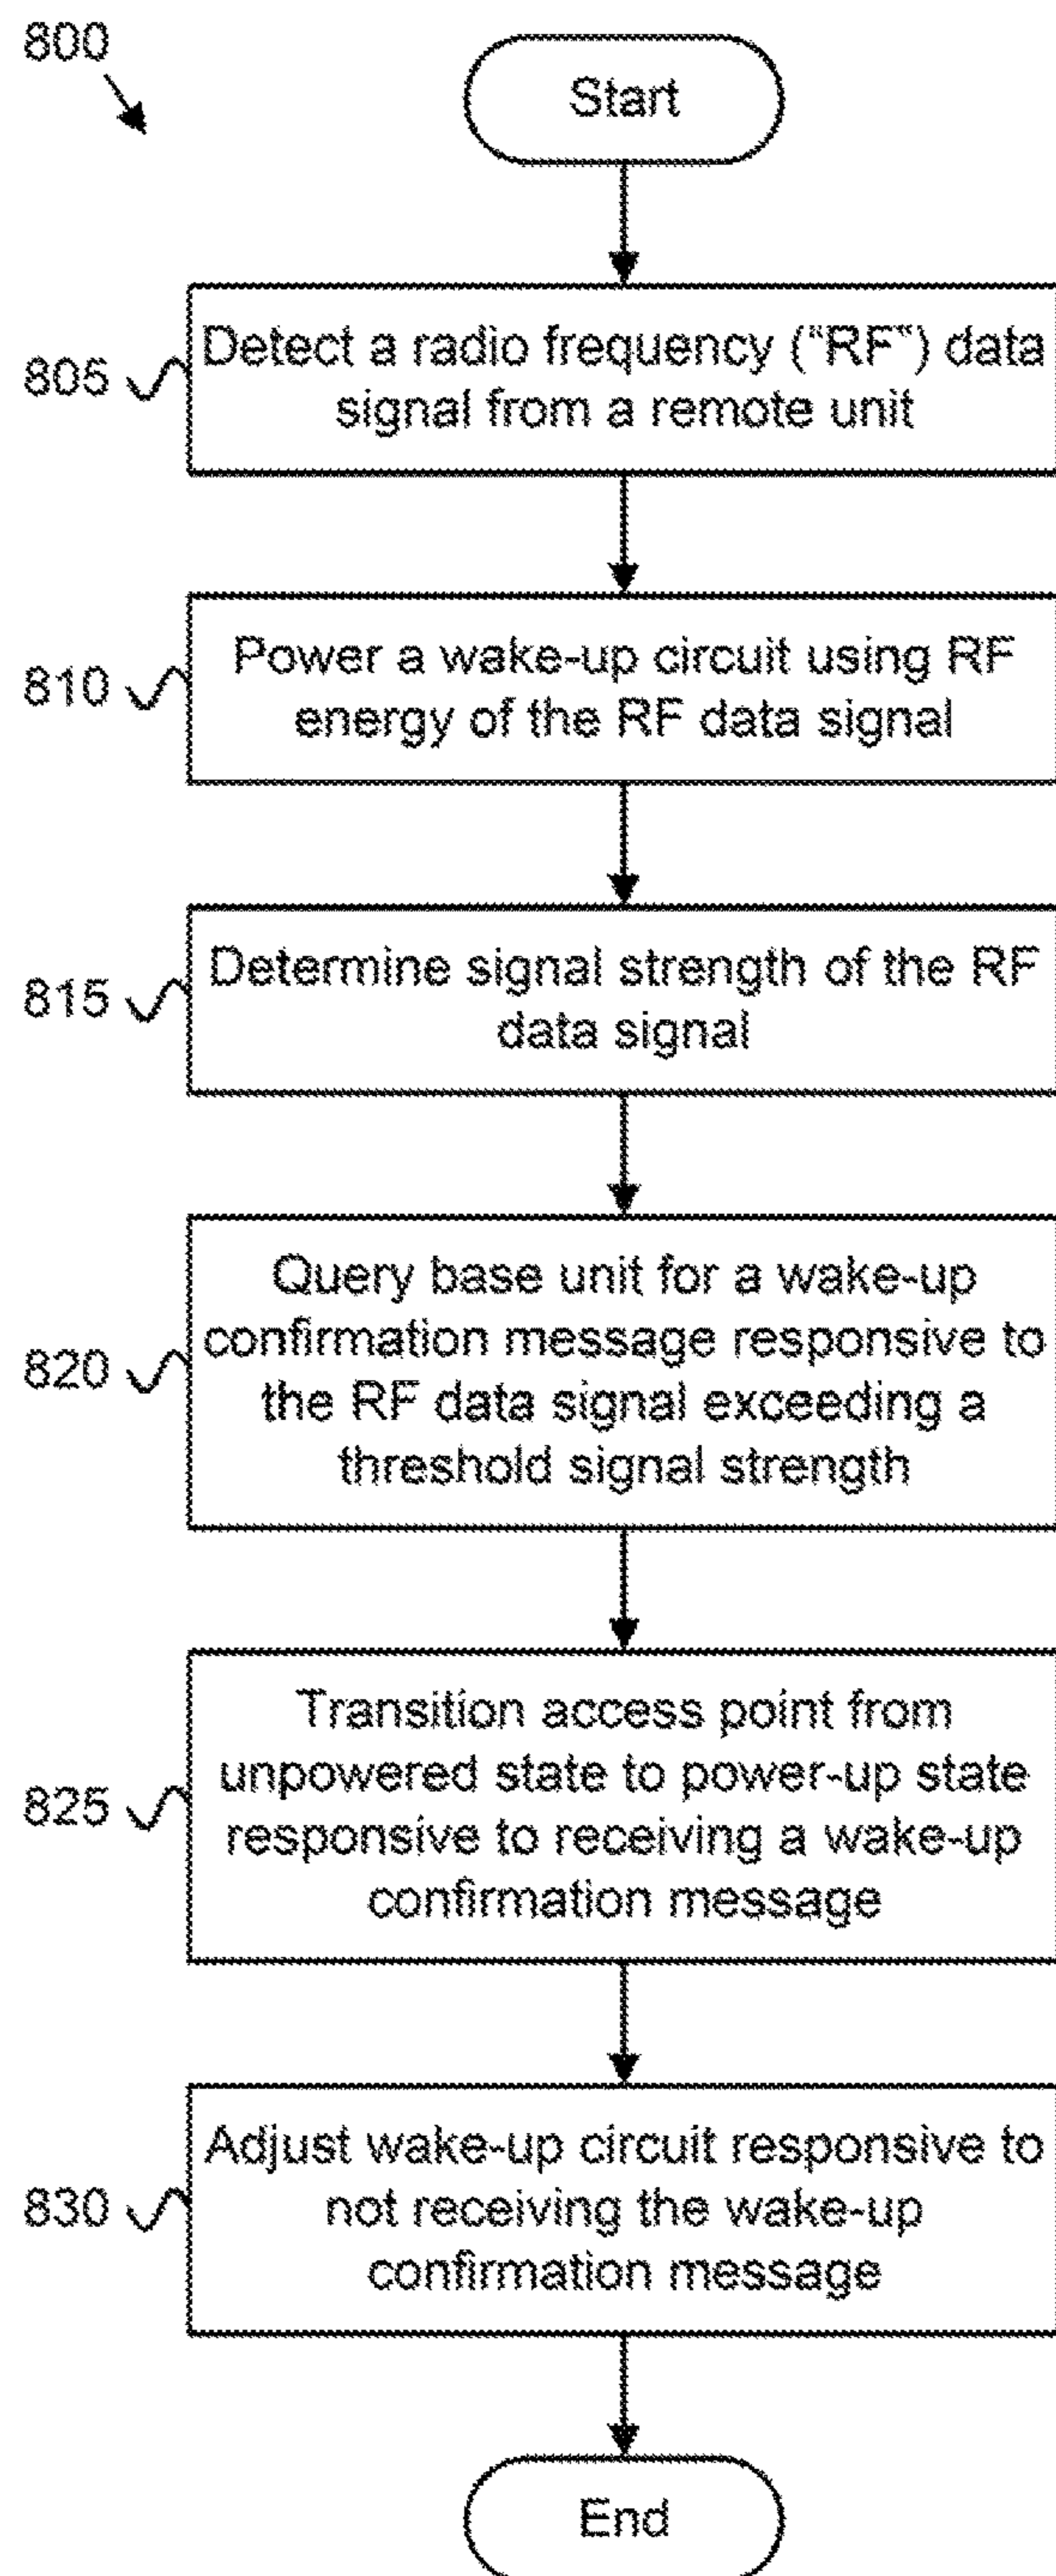 800
Start
805
Detect a radio frequency (“RF”) data
signal from a remote unit
810
Power a wake-up circuit using RF
energy of the RF data signal
815
Determine signal strength of the RF
data signal
820
Query base unit for a wake-up
confirmation message responsive to
the RF data signal exceeding a
threshold signal strength
825
Transition access point from
unpowered state to power-up state
responsive to receiving a wake-up
confirmation message
830
Adjust wake-up circuit responsive to
not receiving the wake-up
confirmation message
End